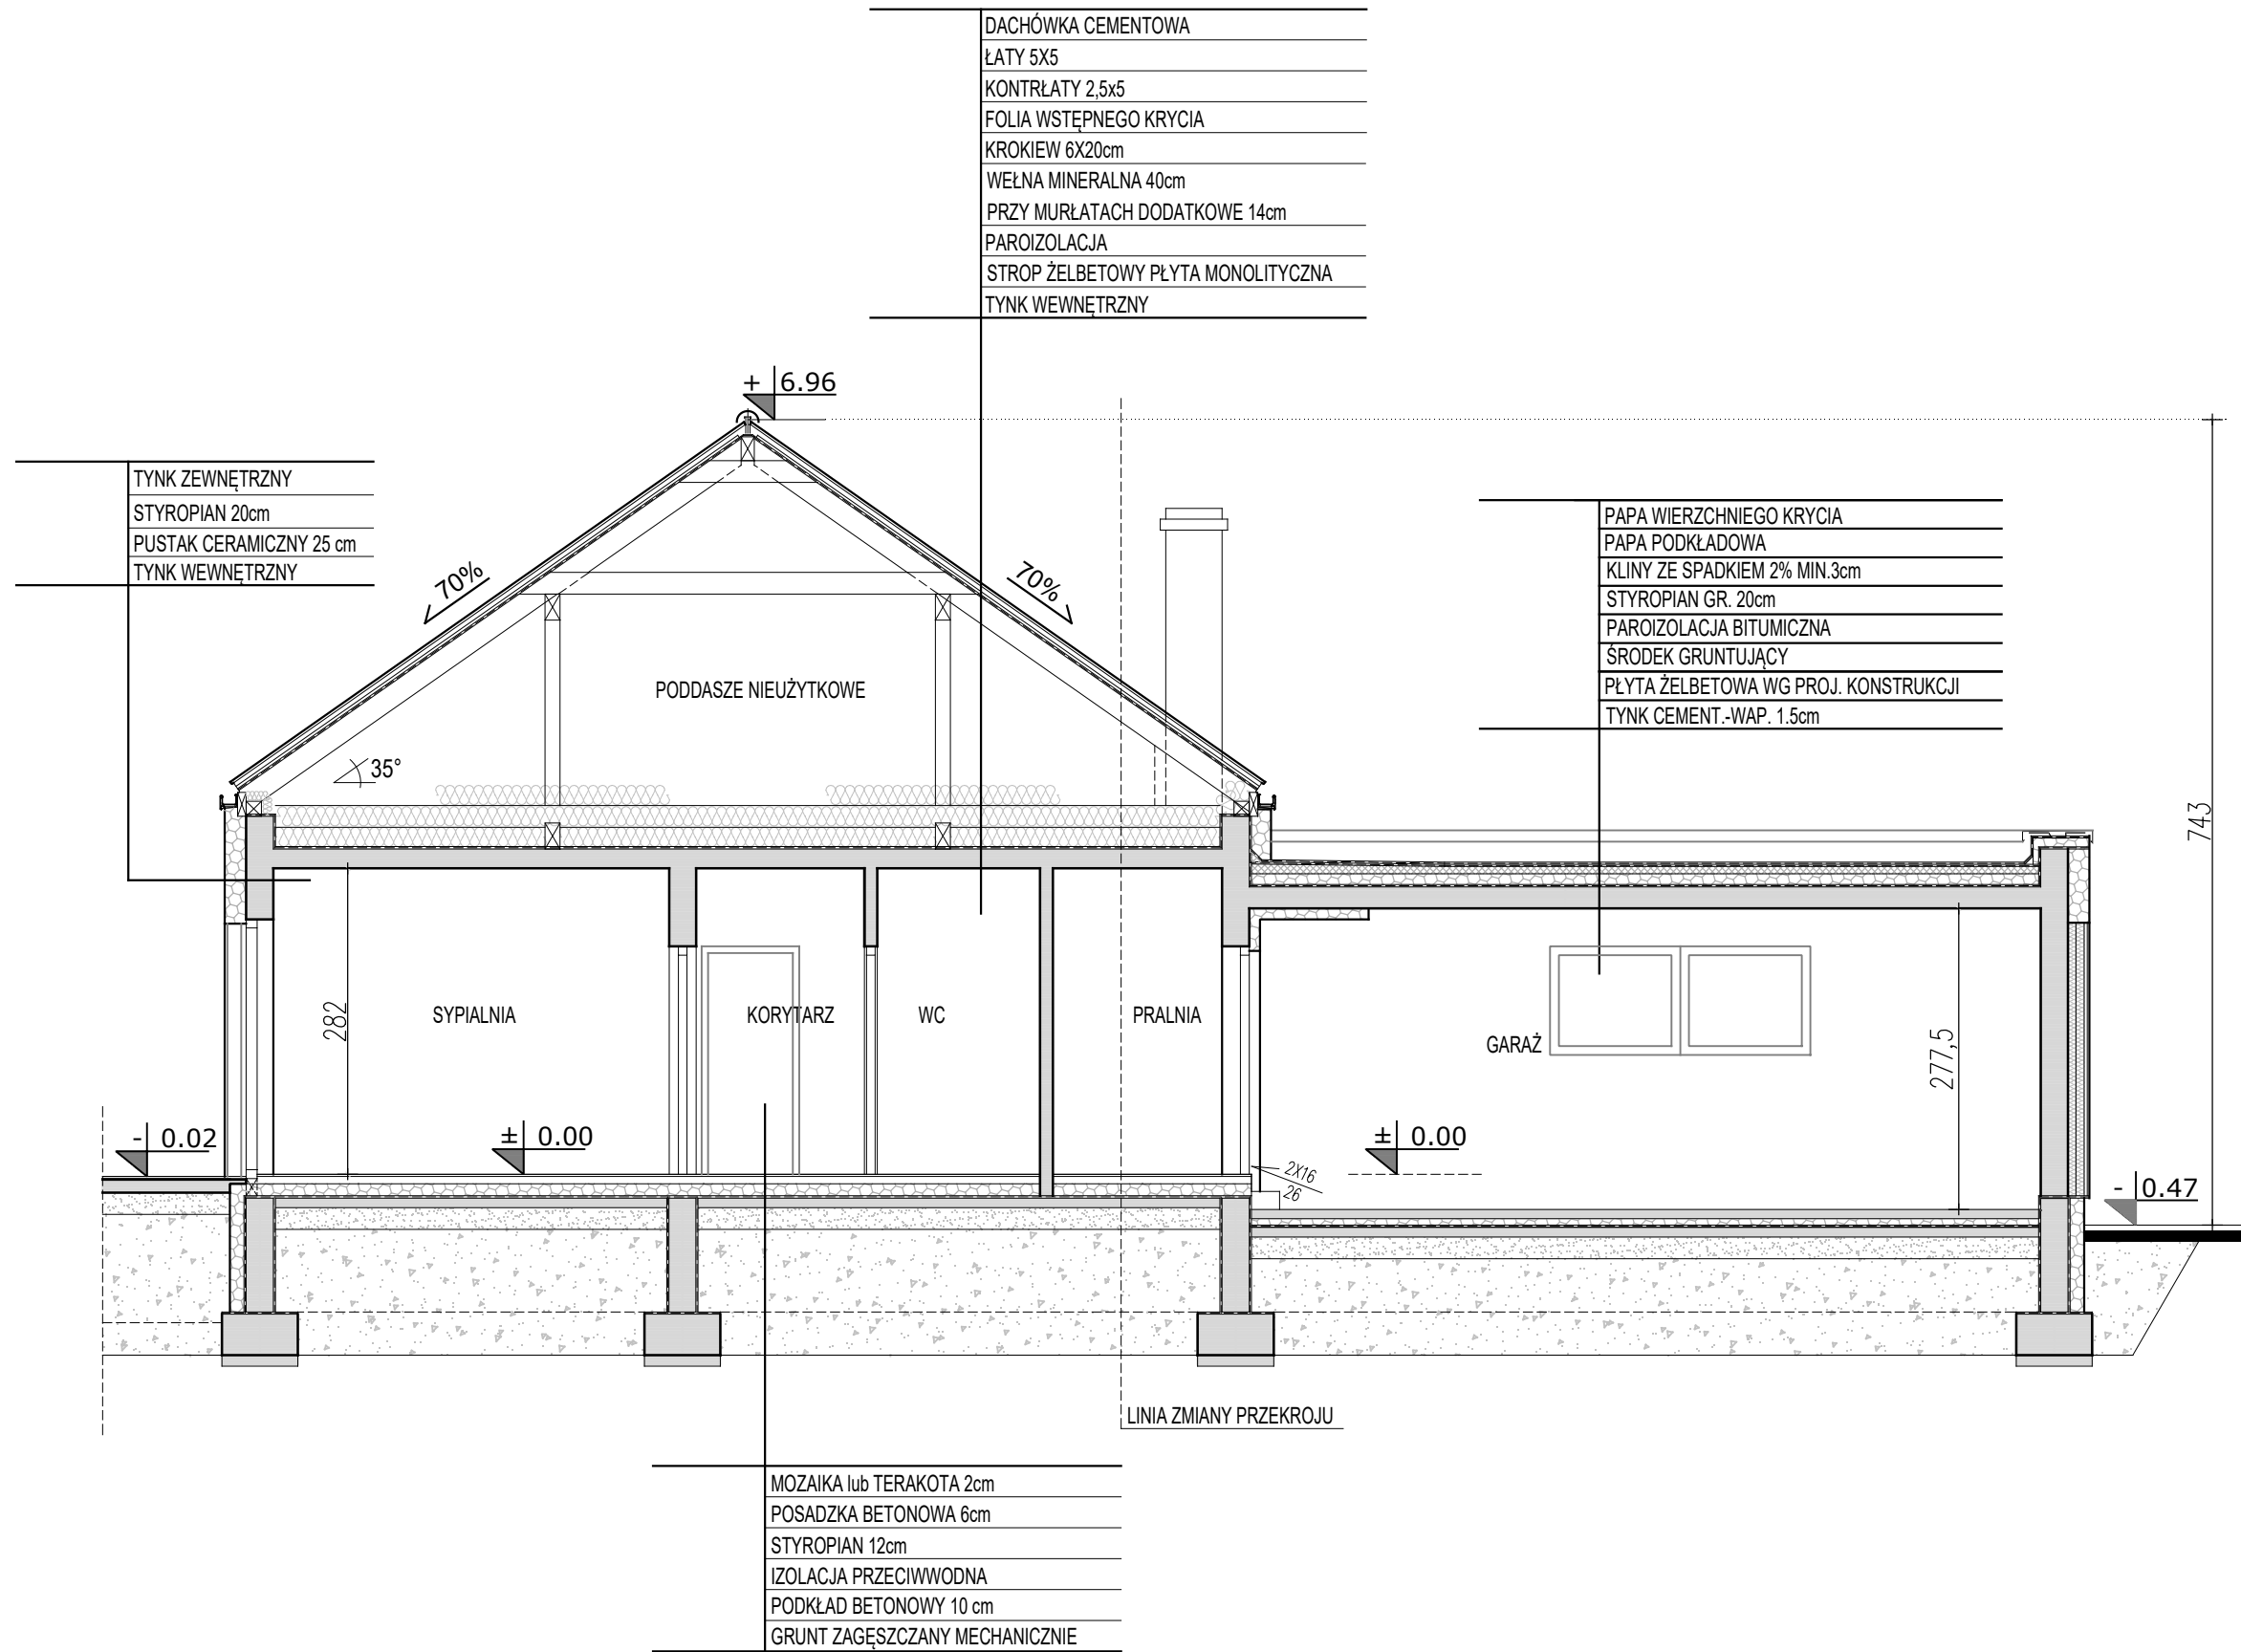 DACHÓWKA CEMENTOWA
ŁATY 5X5
KONTRŁATY 2,5x5
FOLIA WSTĘPNEGO KRYCIA
KROKIEW 6X20cm
WEŁNA MINERALNA 40cm
PRZY MURŁATACH DODATKOWE 14cm
PAROIZOLACJA
STROP ŻELBETOWY PŁYTA MONOLITYCZNA
TYNK WEWNĘTRZNY
+ 6.96
TYNK ZEWNĘTRZNY
STYROPIAN 20cm
PUSTAK CERAMICZNY 25 cm
TYNK WEWNĘTRZNY
PAPA WIERZCHNIEGO KRYCIA
PAPA PODKŁADOWA
KLINY ZE SPADKIEM 2% MIN.3cm
STYROPIAN GR. 20cm
PAROIZOLACJA BITUMICZNA
ŚRODEK GRUNTUJĄCY
PŁYTA ŻELBETOWA WG PROJ. KONSTRUKCJI
TYNK CEMENT.-WAP. 1.5cm
70%
70%
PODDASZE NIEUŻYTKOWE
35°
743
282
SYPIALNIA
KORYTARZ
WC
PRALNIA
GARAŻ
277,5
- 0.02
± 0.00
± 0.00
2X16
26
- 0.47
LINIA ZMIANY PRZEKROJU
MOZAIKA lub TERAKOTA 2cm
POSADZKA BETONOWA 6cm
STYROPIAN 12cm
IZOLACJA PRZECIWWODNA
PODKŁAD BETONOWY 10 cm
GRUNT ZAGĘSZCZANY MECHANICZNIE